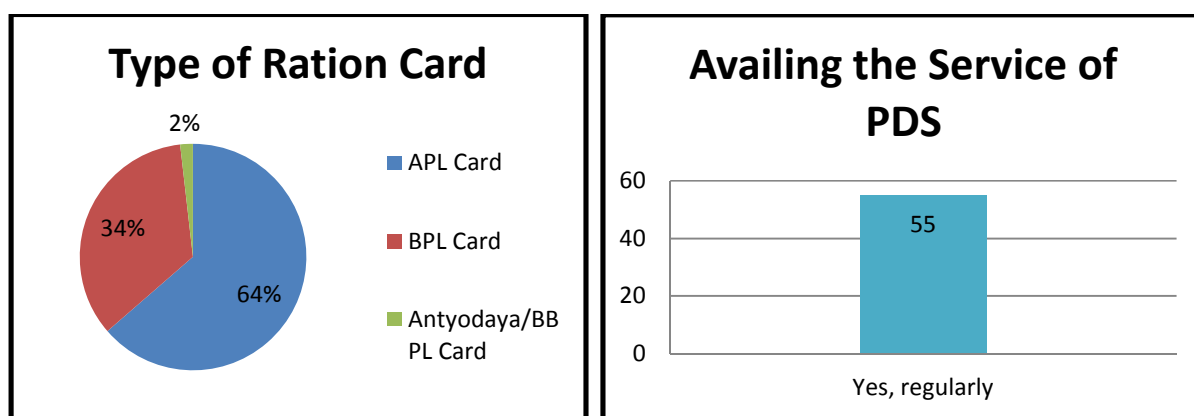 Type of Ration Card
2%
34%
64%
APL Card
BPL Card
Antyodaya/BB
PL Card
Availing the Service of
PDS
60
40
20
0
55
Yes, regularly